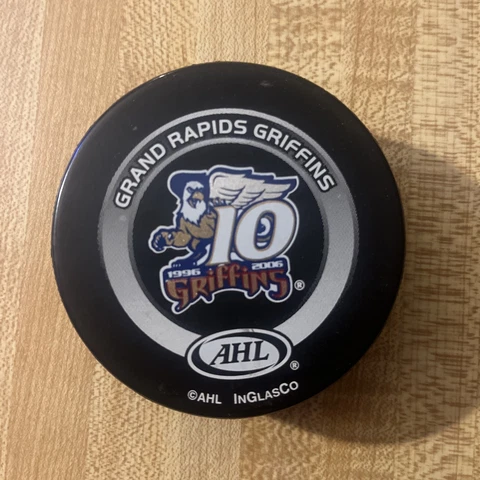 GRAND RAPIDS GRIFFINS
10
1996 2006
GRiFFiNS ®
AHL ®
©AHL INGLASCO